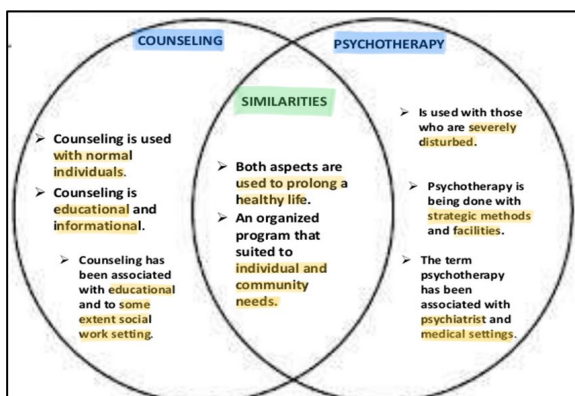 COUNSELING
PSYCHOTHERAPY
SIMILARITIES
➢ Counseling is used
with normal
individuals.
➢ Counseling is
educational and
informational.
➢ Counseling has
been associated
with educational
and to some
extent social
work setting.
➢ Both aspects are
used to prolong a
healthy life.
➢ An organized
program that
suited to
individual and
community
needs.
➢ Is used with those
who are severely
disturbed.
➢ Psychotherapy is
being done with
strategic methods
and facilities.
➢ The term
psychotherapy
has been
associated with
psychiatrist and
medical settings.